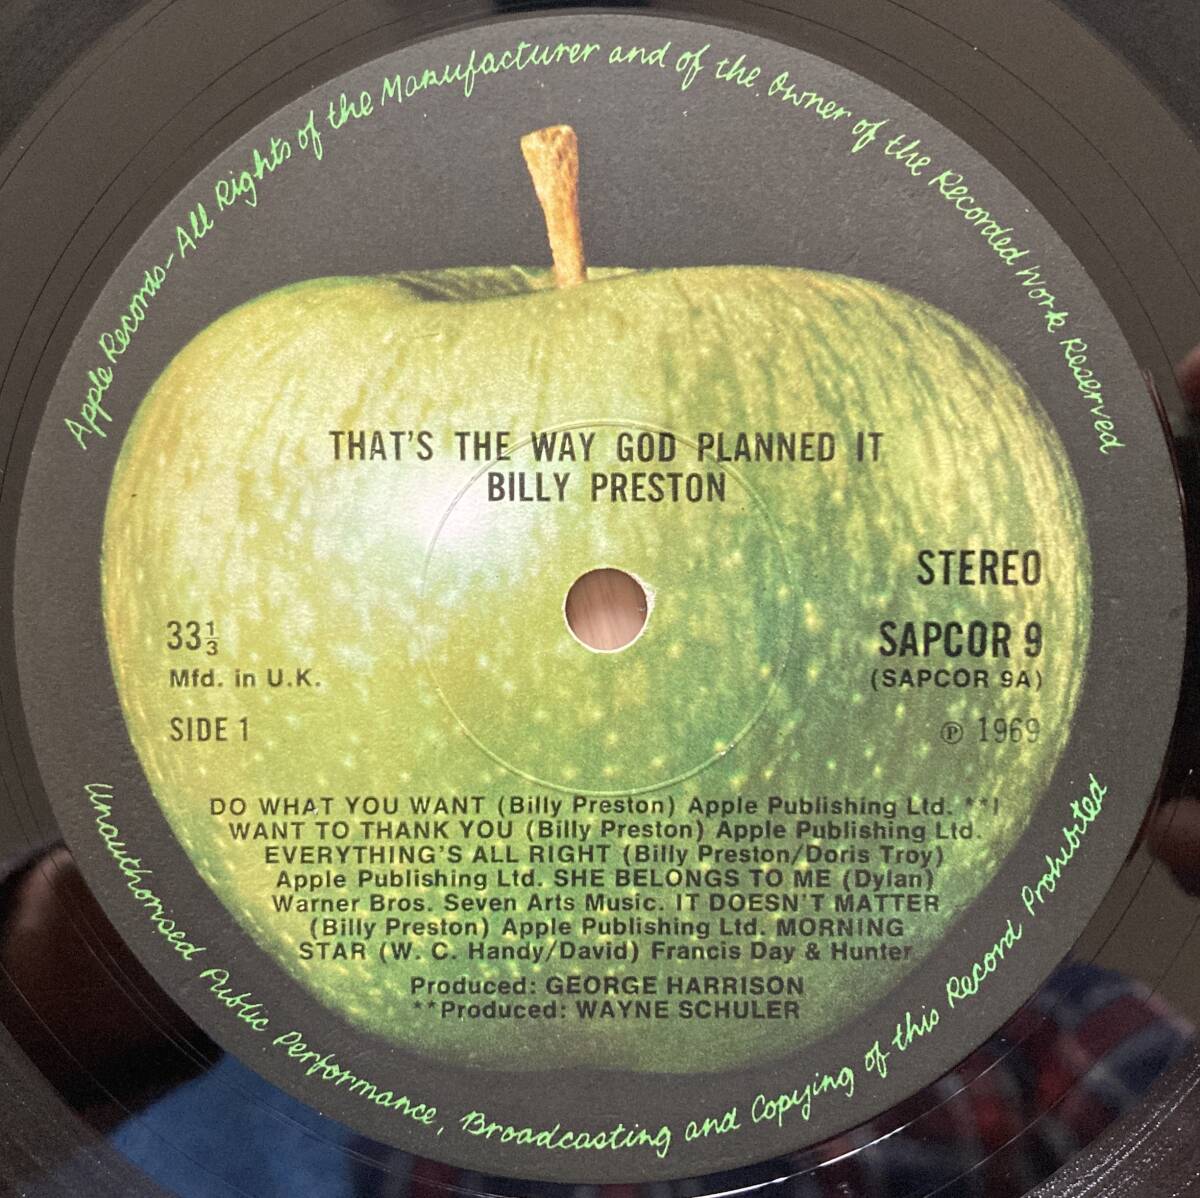 Apple Records-All Rights of the Manufacturer and of the Owner of the Recorded Work Reserved
THAT'S THE WAY GOD PLANNED IT
BILLY PRESTON
STEREO
33⅓
SAPCOR 9
Mfd. in U.K.
(SAPCOR 9A)
SIDE 1
℗ 1969
DO WHAT YOU WANT (Billy Preston) Apple Publishing Ltd. **I
WANT TO THANK YOU (Billy Preston) Apple Publishing Ltd.
EVERYTHING'S ALL RIGHT (Billy Preston/Doris Troy)
Apple Publishing Ltd. SHE BELONGS TO ME (Dylan)
Warner Bros. Seven Arts Music. IT DOESN'T MATTER
(Billy Preston) Apple Publishing Ltd. MORNING
STAR (W. C. Handy/David) Francis Day & Hunter
Produced: GEORGE HARRISON
**Produced: WAYNE SCHULER
Unauthorised Public Performance, Broadcasting and Copying of this Record Prohibited